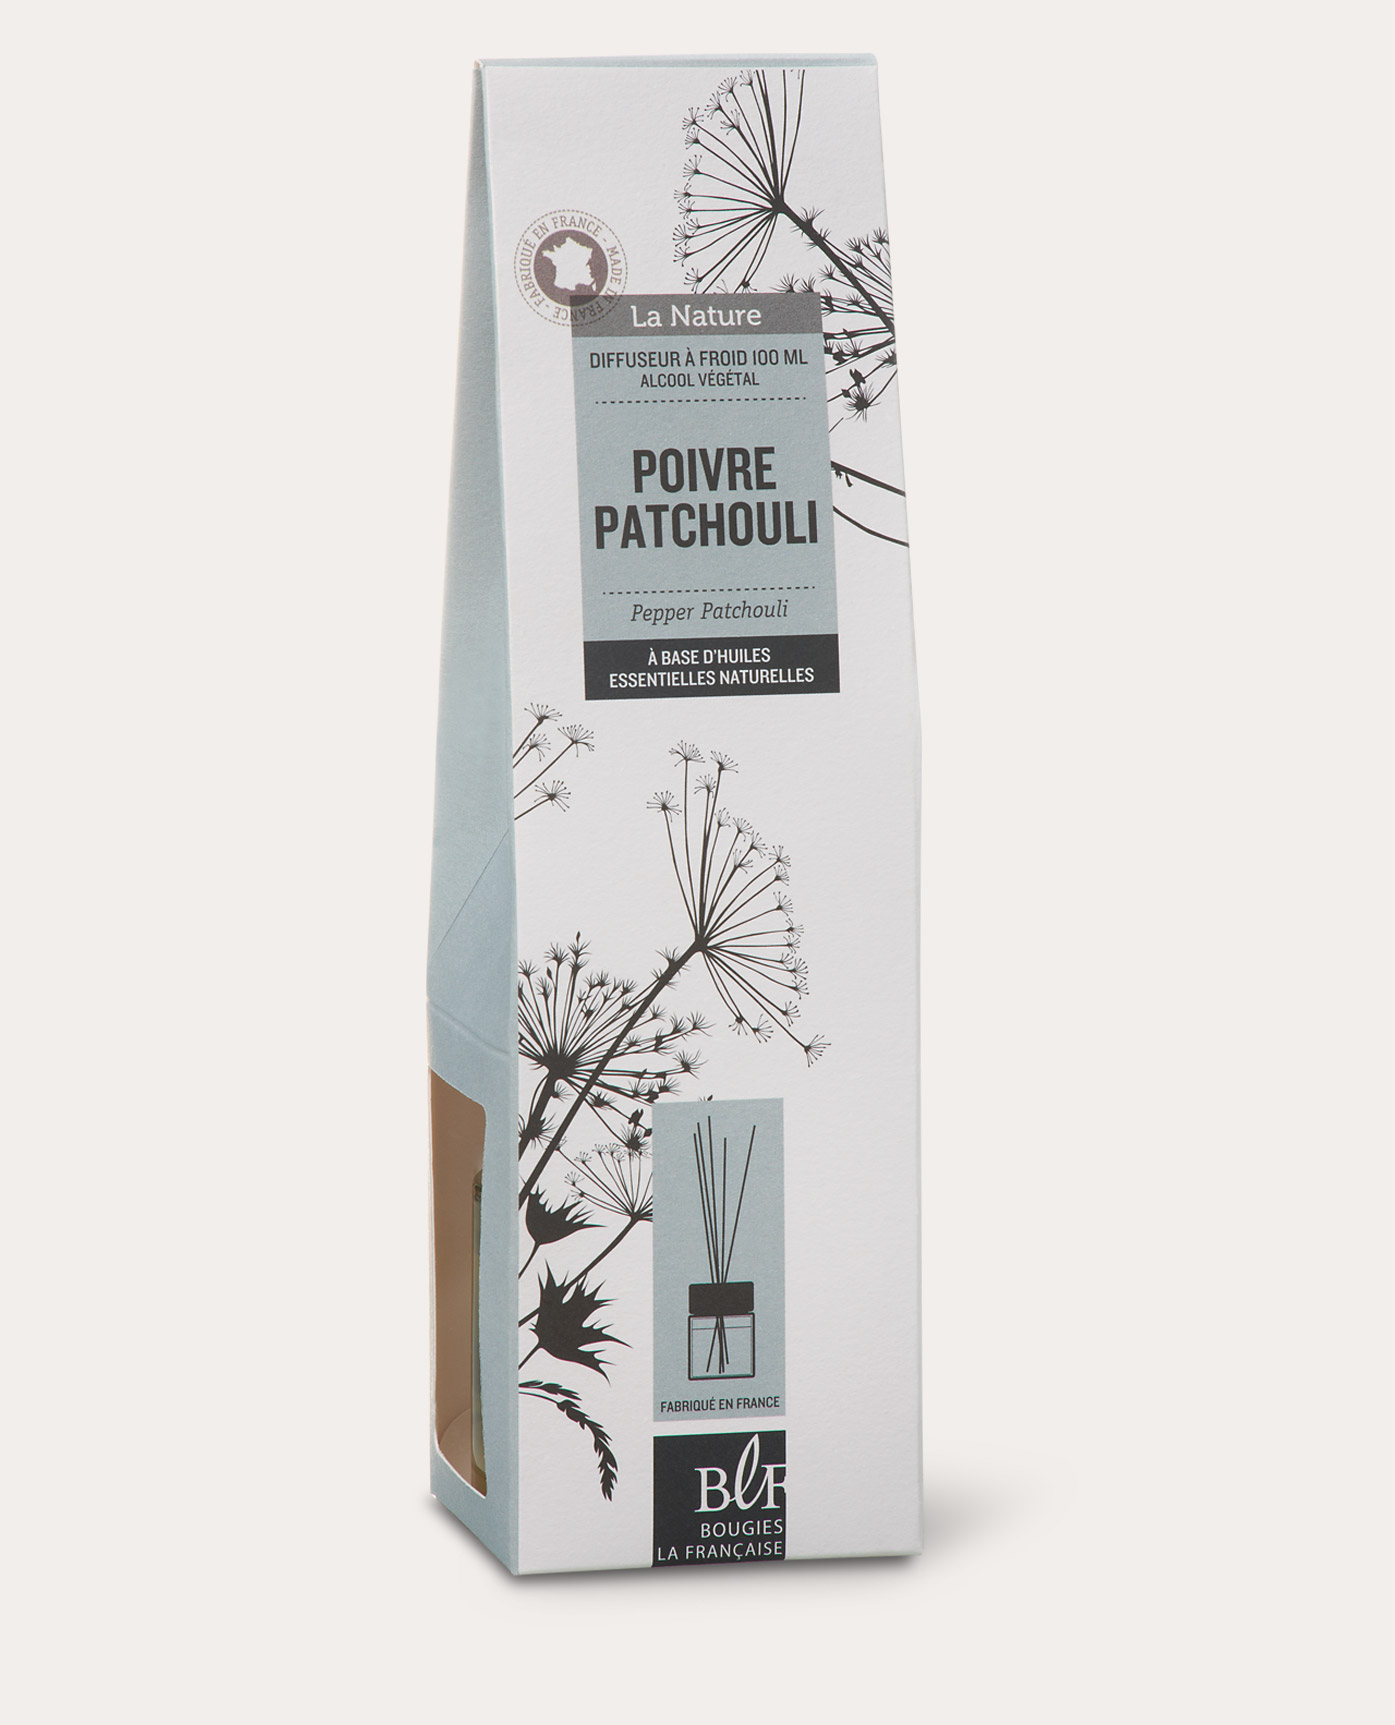 FABRIQUÉ EN FRANCE - MADE IN FRANCE -
La Nature
DIFFUSEUR À FROID 100 ML
ALCOOL VÉGÉTAL
POIVRE
PATCHOULI
Pepper Patchouli
À BASE D'HUILES
ESSENTIELLES NATURELLES
FABRIQUÉ EN FRANCE
BlF
BOUGIES
LA FRANÇAISE